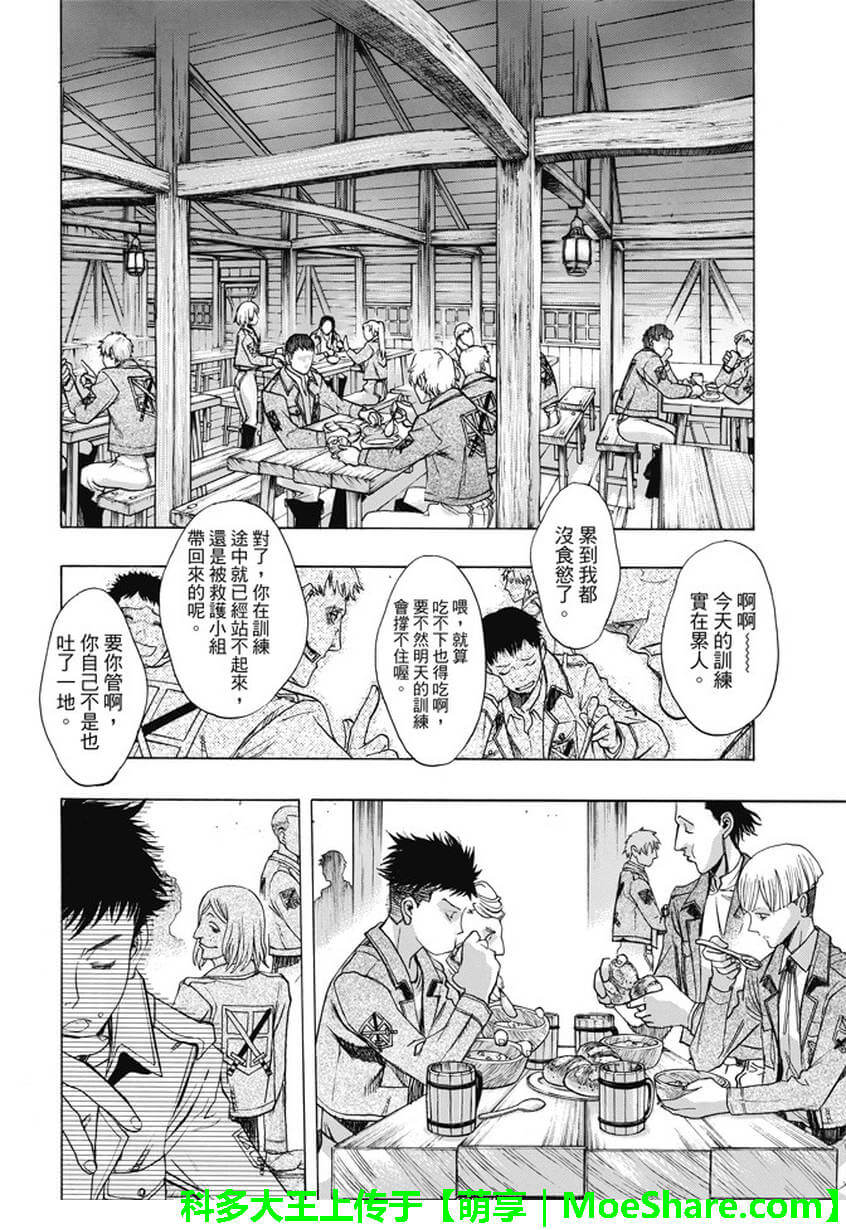 啊啊~~~~~
今天的訓練
實在累人。
累到我都
沒食慾了。
喂，就算
吃不下也得吃啊，
要不然明天的訓練
會撐不住喔。
對了，你在訓練
途中就已經站不起來，
還是被救護小組
帶回來的呢。
要你管啊，
你自己不是也
吐了一地。
科多大王上传于【萌享┃MoeShare.com】